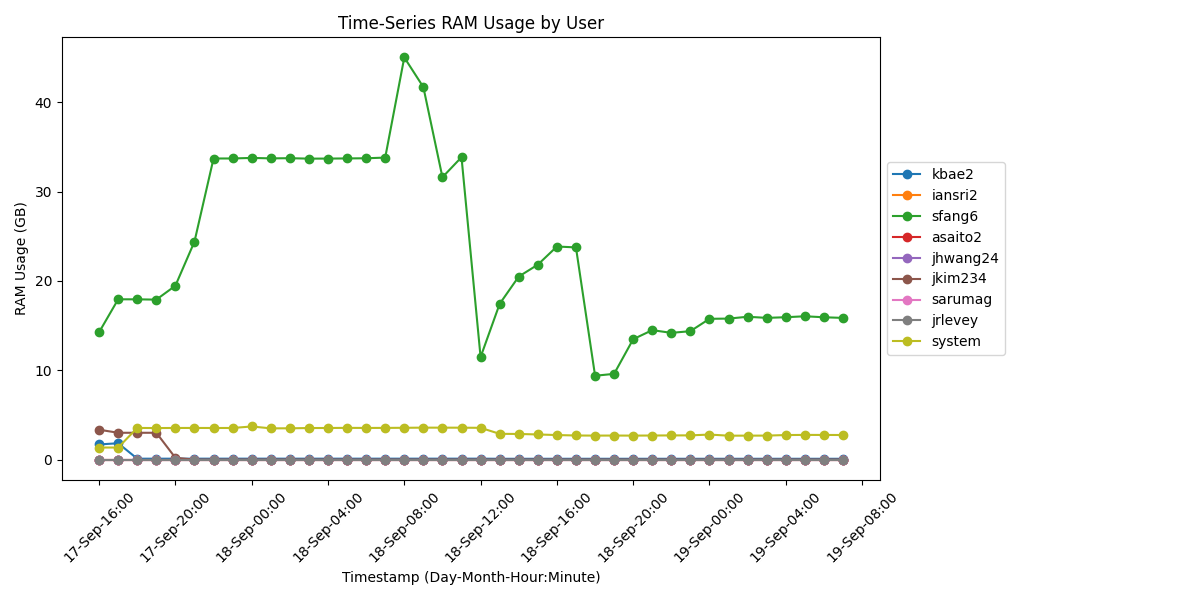 Time-Series RAM Usage by User
RAM Usage (GB)
40
30
20
10
0
17-Sep-16:00
17-Sep-20:00
18-Sep-00:00
18-Sep-04:00
18-Sep-08:00
18-Sep-12:00
18-Sep-16:00
18-Sep-20:00
19-Sep-00:00
19-Sep-04:00
19-Sep-08:00
Timestamp (Day-Month-Hour:Minute)
kbae2
iansri2
sfang6
asaito2
jhwang24
jkim234
sarumag
jrlevey
system